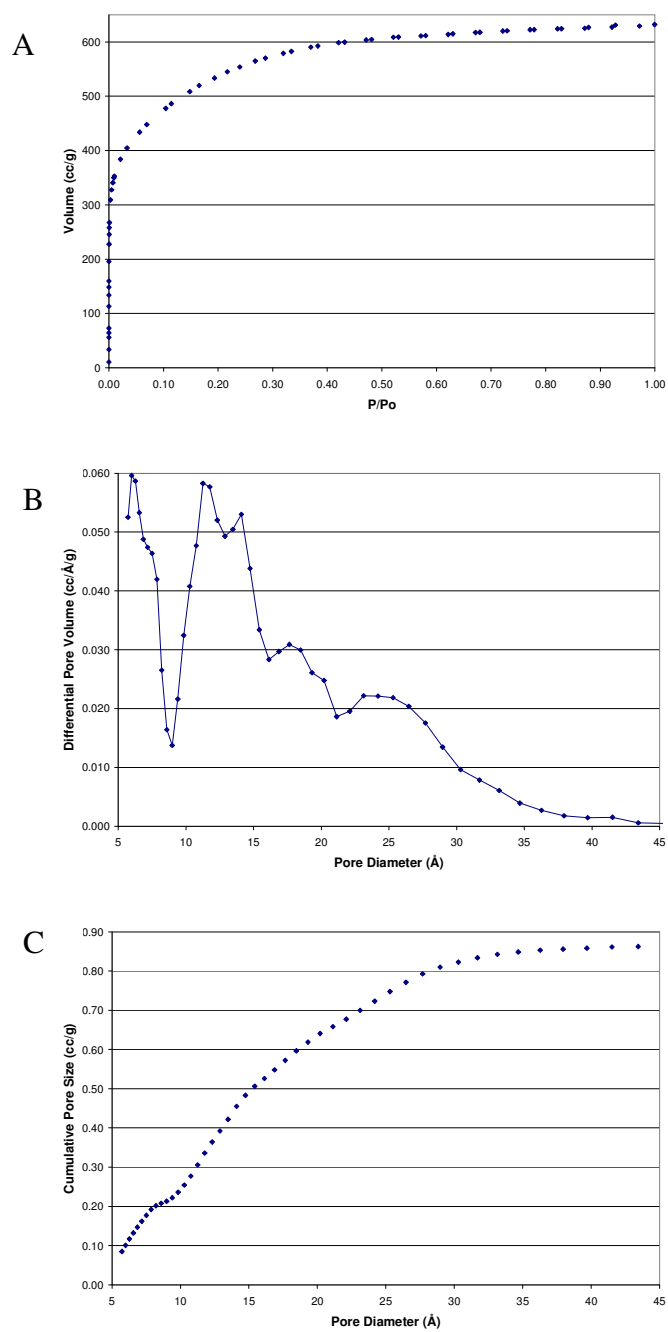 A
Volume (cc/g)
600
500
400
300
200
100
0
0.00 0.10 0.20 0.30 0.40 0.50 0.60 0.70 0.80 0.90 1.00
P/Po
B
Differential Pore Volume (cc/Å/g)
0.060
0.050
0.040
0.030
0.020
0.010
0.000
5 10 15 20 25 30 35 40 45
Pore Diameter (Å)
C
Cumulative Pore Size (cc/g)
0.90
0.80
0.70
0.60
0.50
0.40
0.30
0.20
0.10
0.00
5 10 15 20 25 30 35 40 45
Pore Diameter (Å)